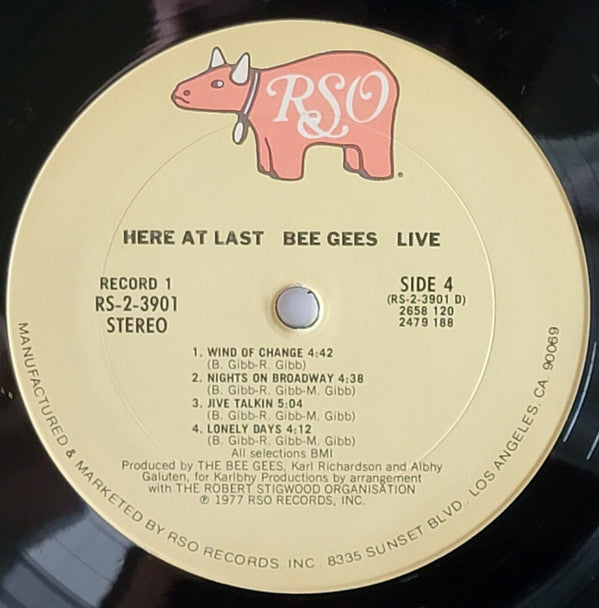 RSO
HERE AT LAST BEE GEES LIVE
RECORD 1
RS-2-3901
STEREO
SIDE 4
(RS-2-3901 D)
2658 120
2479 188
1. WIND OF CHANGE 4:42
(B. Gibb-R. Gibb)
2. NIGHTS ON BROADWAY 4:38
(B. Gibb-R. Gibb-M. Gibb)
3. JIVE TALKIN 5:04
(B. Gibb-R. Gibb-M. Gibb)
4. LONELY DAYS 4:12
(B. Gibb-R. Gibb-M. Gibb)
All selections BMI
Produced by THE BEE GEES, Karl Richardson and Albhy
Galuten, for Karlbhy Productions by arrangement
with THE ROBERT STIGWOOD ORGANISATION
℗ 1977 RSO RECORDS, INC.
MANUFACTURED & MARKETED BY RSO RECORDS, INC. 8335 SUNSET BLVD., LOS ANGELES, CA. 90069